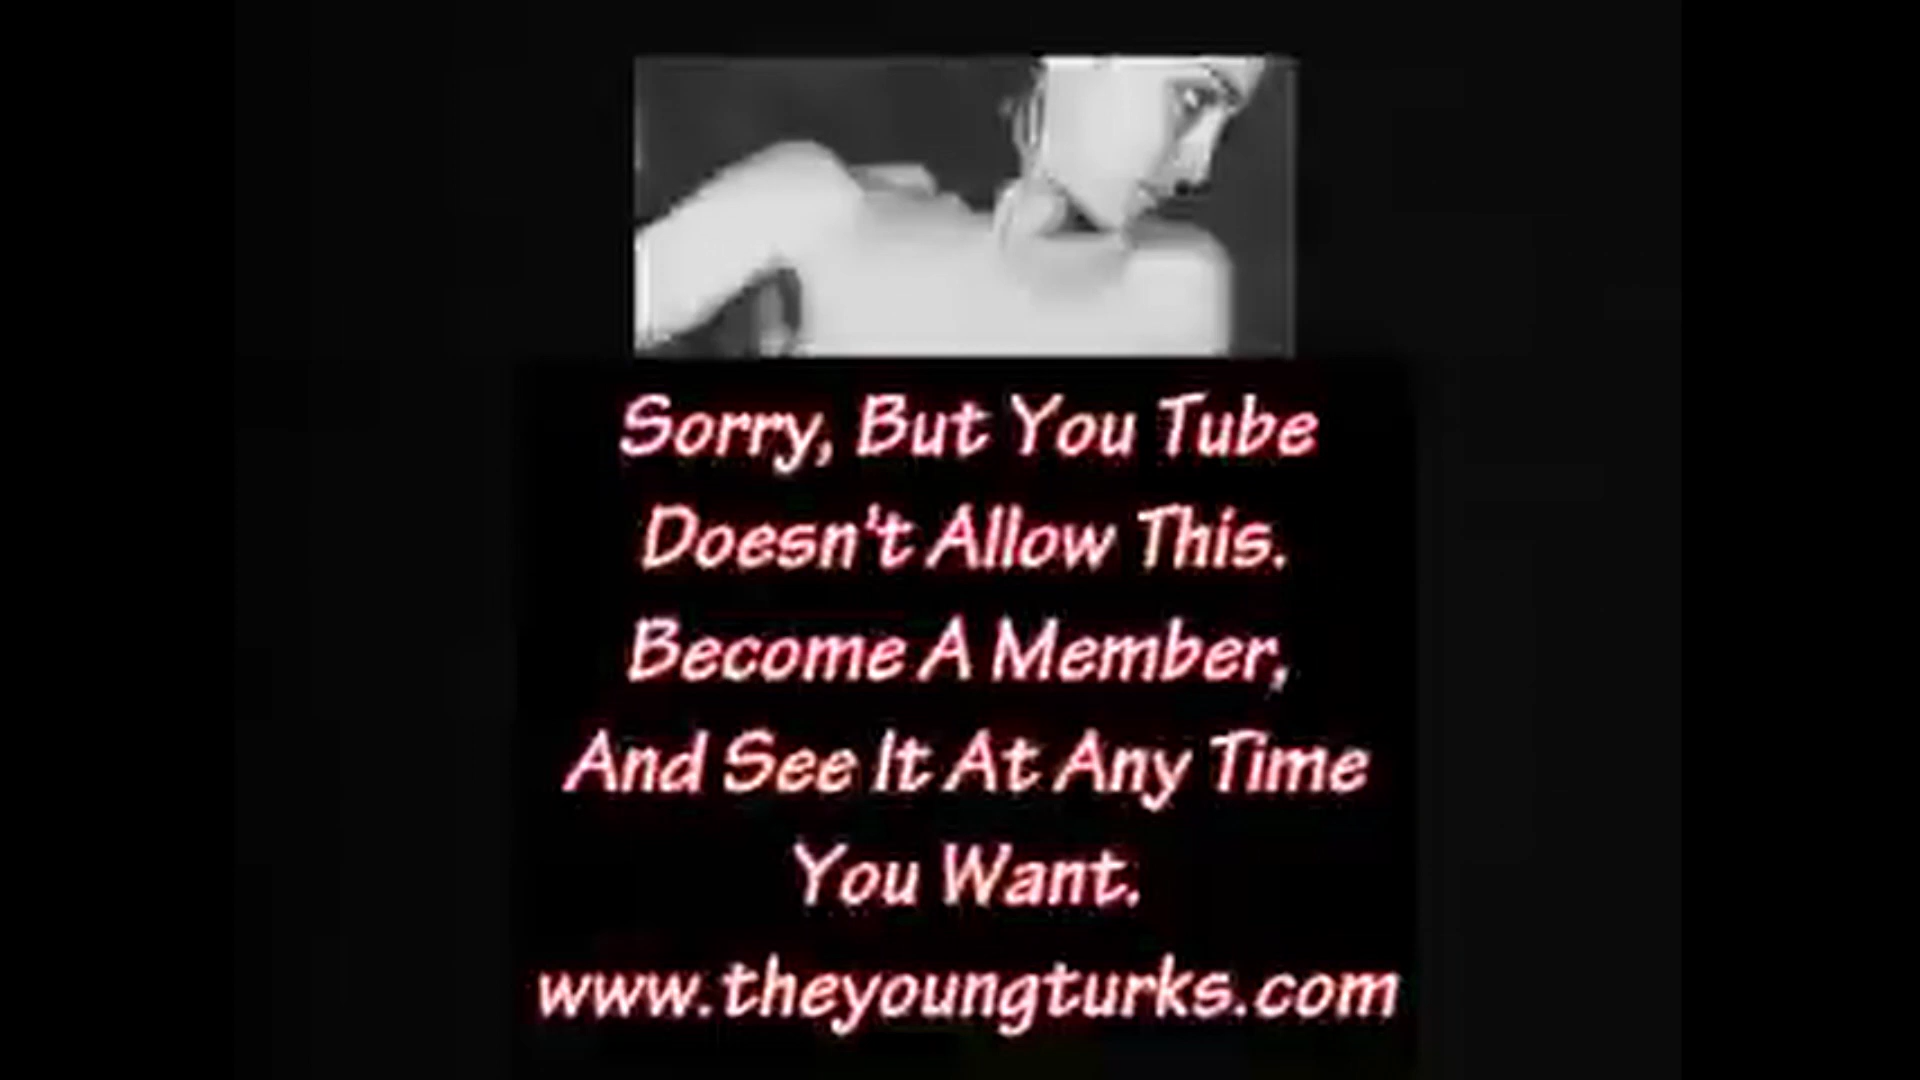 Sorry, But You Tube
Doesn't Allow This.
Become A Member,
And See It At Any Time
You Want.
www.theyoungturks.com